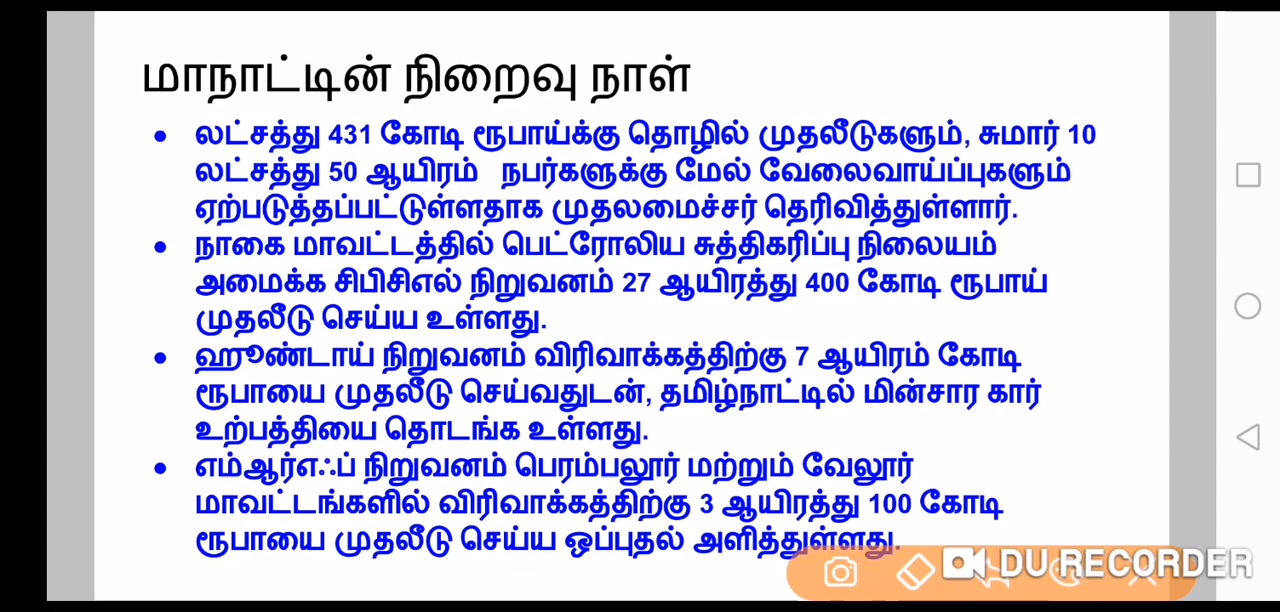 மாநாட்டின் நிறைவு நாள்
• லட்சத்து 431 கோடி ரூபாய்க்கு தொழில் முதலீடுகளும், சுமார் 10
லட்சத்து 50 ஆயிரம் நபர்களுக்கு மேல் வேலைவாய்ப்புகளும்
ஏற்படுத்தப்பட்டுள்ளதாக முதலமைச்சர் தெரிவித்துள்ளார்.
• நாகை மாவட்டத்தில் பெட்ரோலிய சுத்திகரிப்பு நிலையம்
அமைக்க சிபிசிஎல் நிறுவனம் 27 ஆயிரத்து 400 கோடி ரூபாய்
முதலீடு செய்ய உள்ளது.
• ஹூண்டாய் நிறுவனம் விரிவாக்கத்திற்கு 7 ஆயிரம் கோடி
ரூபாயை முதலீடு செய்வதுடன், தமிழ்நாட்டில் மின்சார கார்
உற்பத்தியை தொடங்க உள்ளது.
• எம்ஆர்எஃப் நிறுவனம் பெரம்பலூர் மற்றும் வேலூர்
மாவட்டங்களில் விரிவாக்கத்திற்கு 3 ஆயிரத்து 100 கோடி
ரூபாயை முதலீடு செய்ய ஒப்புதல் அளித்துள்ளது.
DU RECORDER